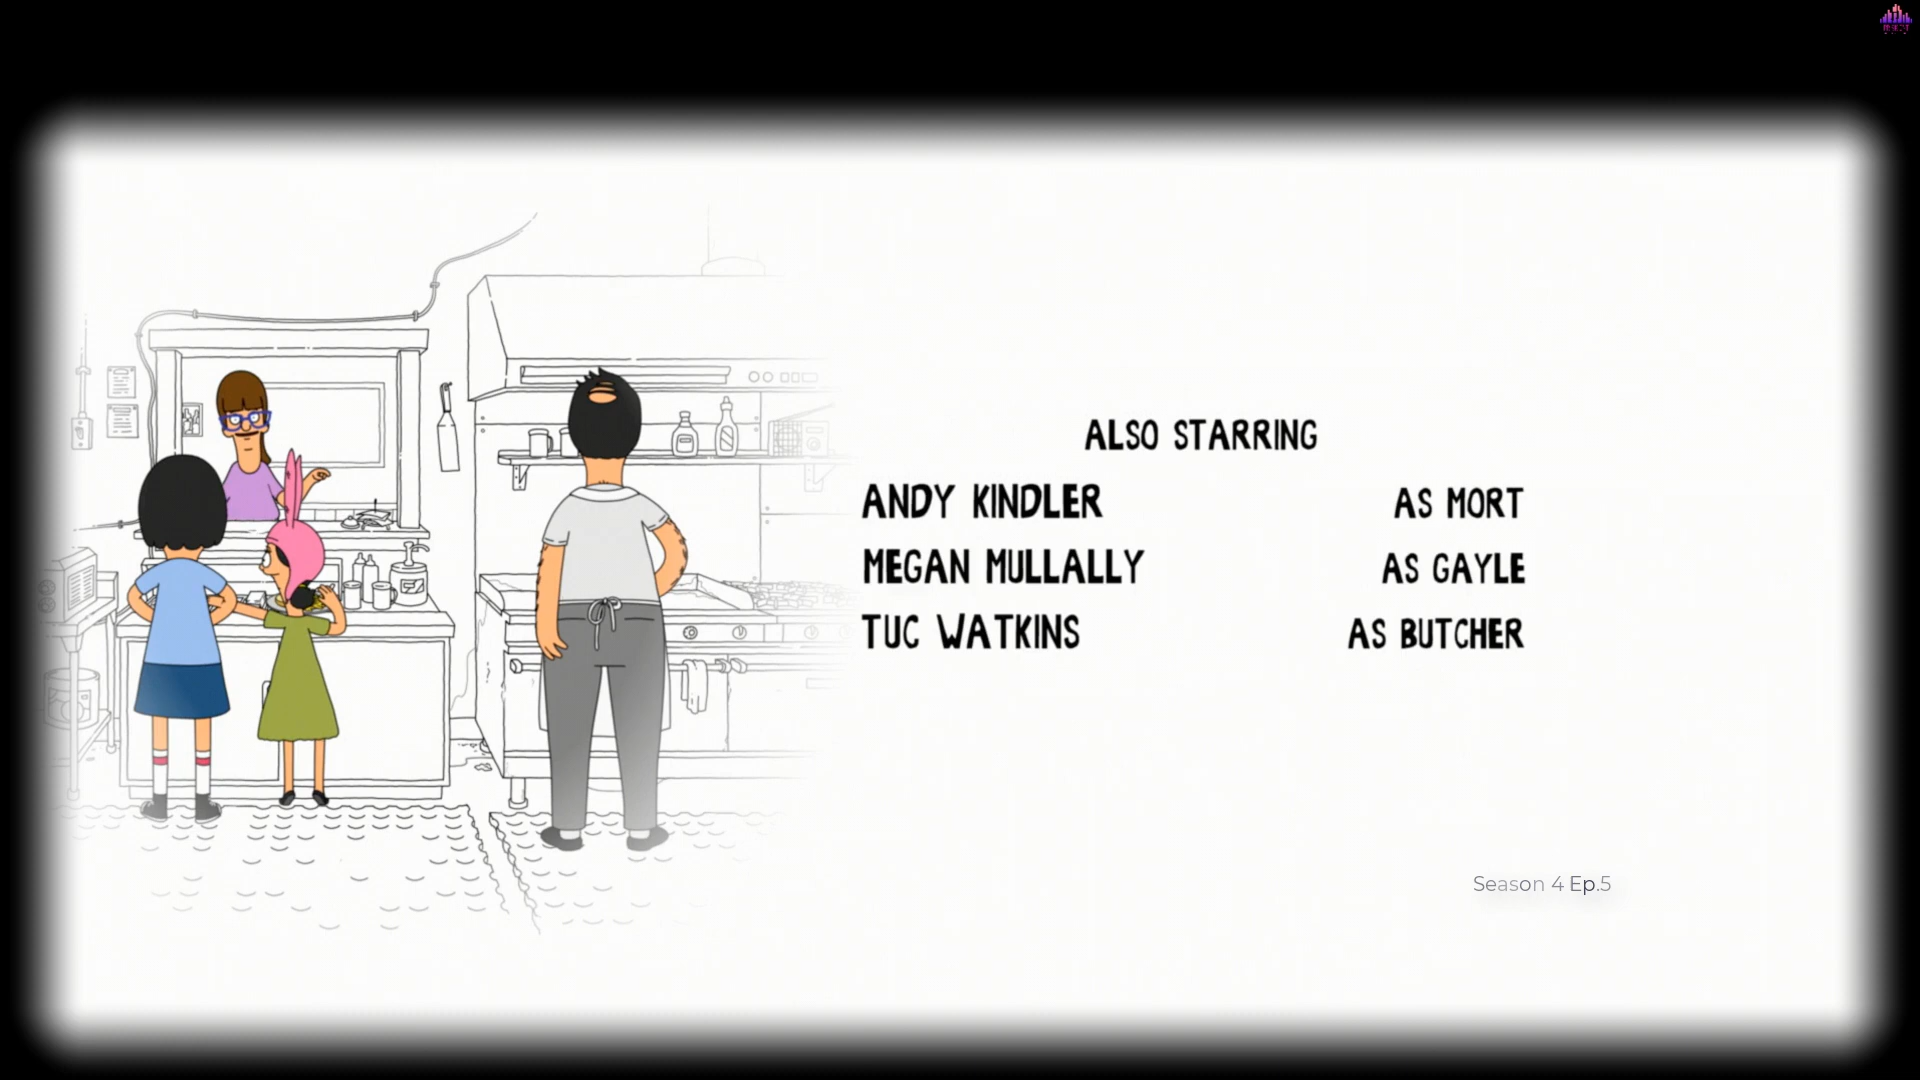 ALSO STARRING
ANDY KINDLER AS MORT
MEGAN MULLALLY AS GAYLE
TUC WATKINS AS BUTCHER
Season 4 Ep.5